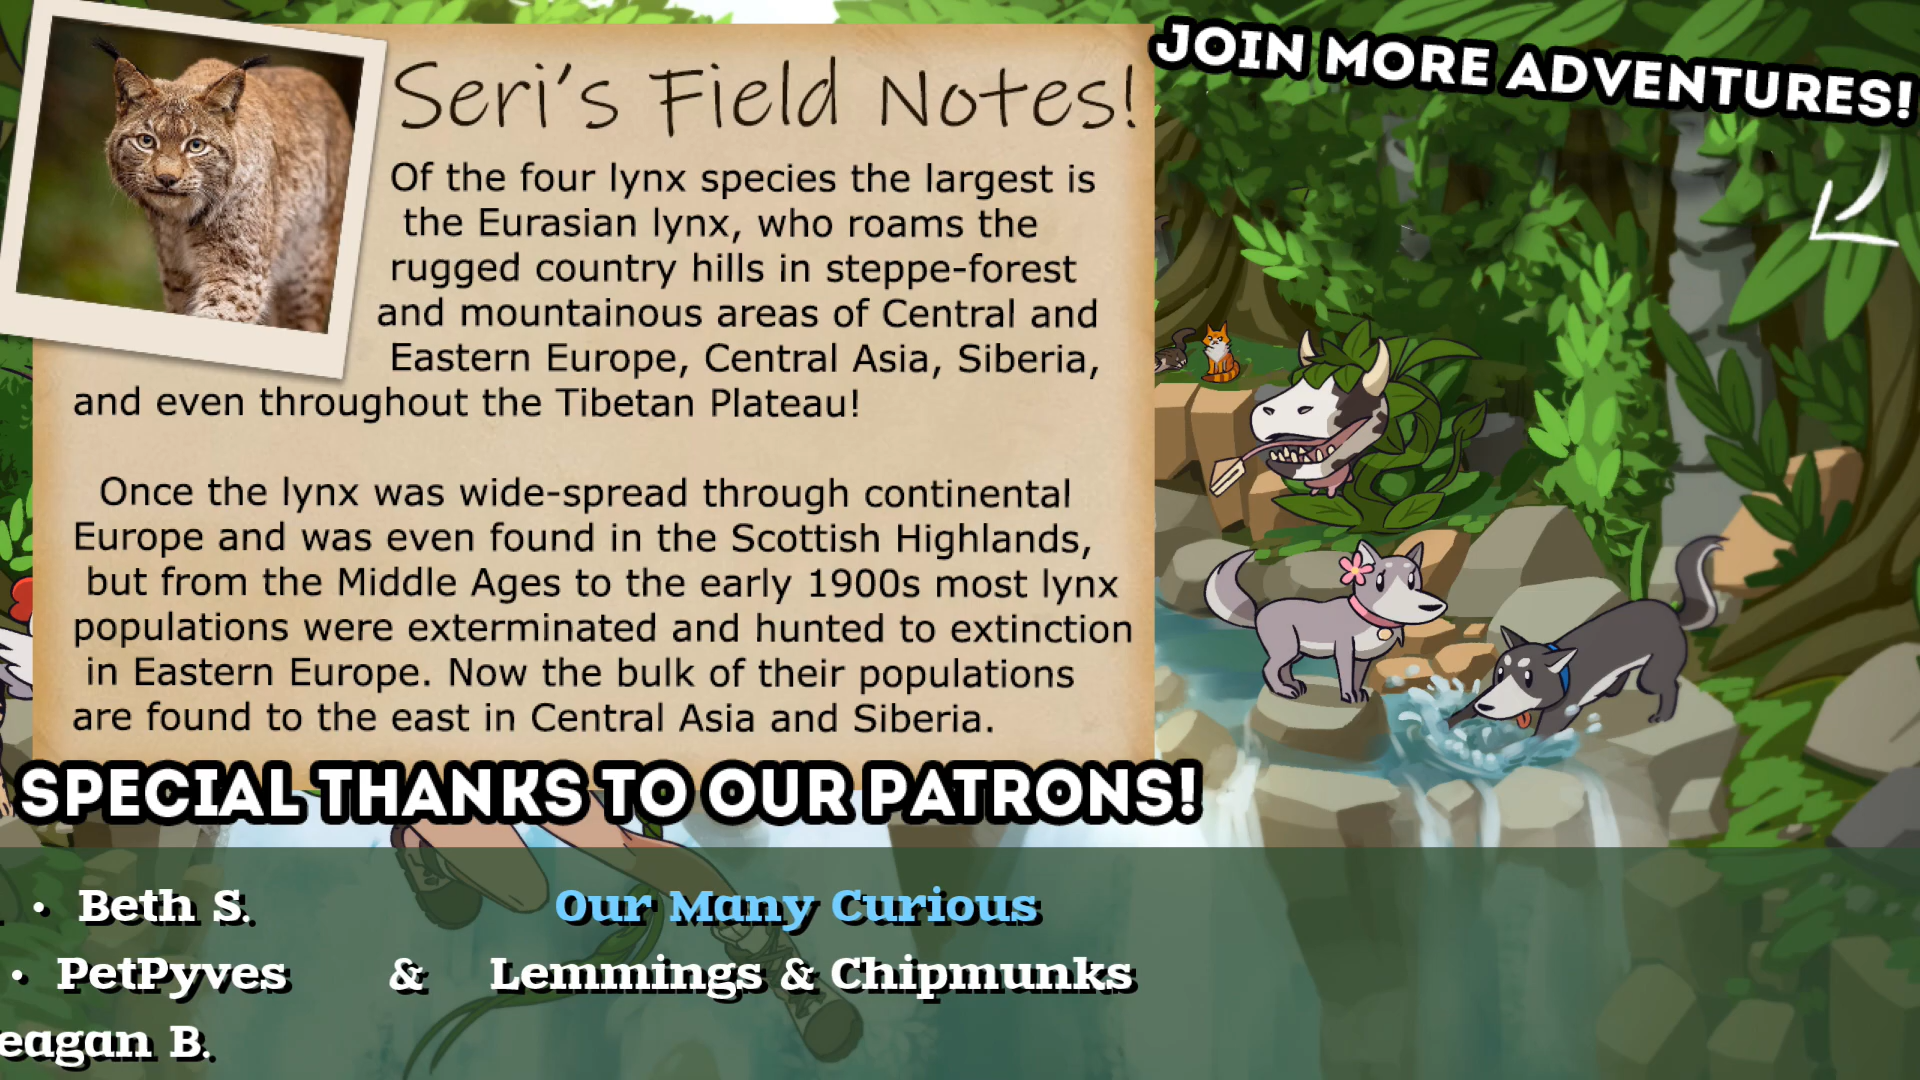 Seri's Field Notes!
JOIN MORE ADVENTURES!
Of the four lynx species the largest is
the Eurasian lynx, who roams the
rugged country hills in steppe-forest
and mountainous areas of Central and
Eastern Europe, Central Asia, Siberia,
and even throughout the Tibetan Plateau!
Once the lynx was wide-spread through continental
Europe and was even found in the Scottish Highlands,
but from the Middle Ages to the early 1900s most lynx
populations were exterminated and hunted to extinction
in Eastern Europe. Now the bulk of their populations
are found to the east in Central Asia and Siberia.
SPECIAL THANKS TO OUR PATRONS!
• Beth S. Our Many Curious
• PetPyves & Lemmings & Chipmunks
eagan B.